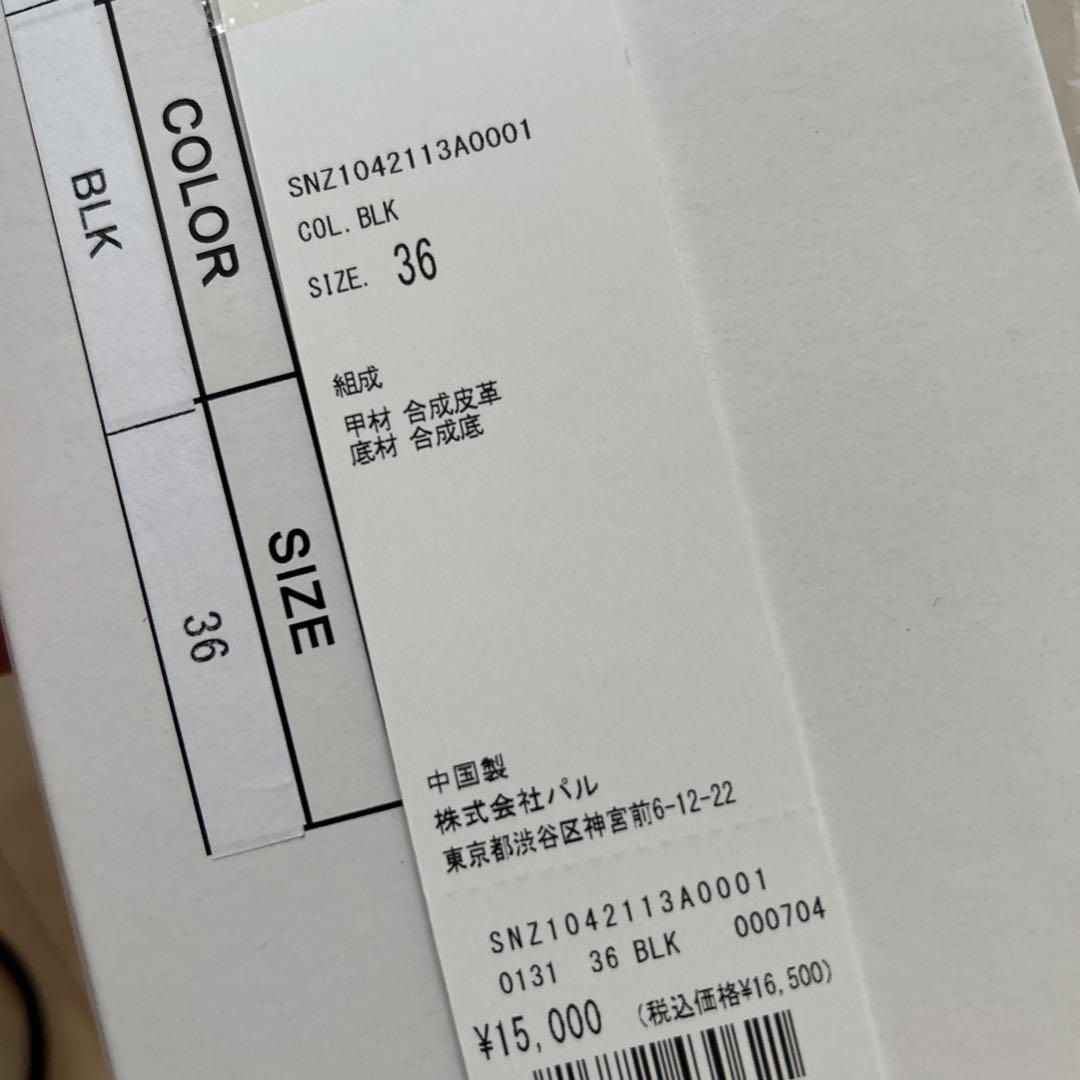 COLOR
BLK
SIZE
36
SNZ1042113A0001
COL. BLK
SIZE. 36
組成
甲材 合成皮革
底材 合成底
中国製
株式会社パル
東京都渋谷区神宮前6-12-22
SNZ1042113A0001
0131 36 BLK 000704
¥15,000 (税込価格¥16,500)